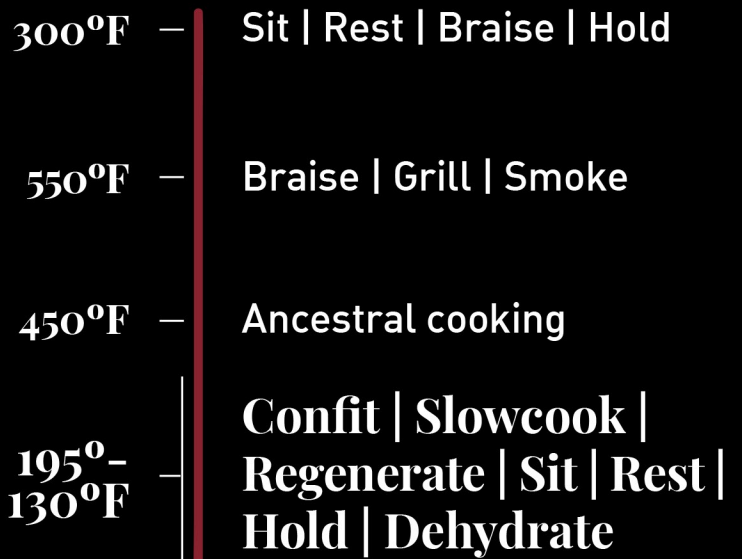 300ºF
Sit | Rest | Braise | Hold
550ºF
Braise | Grill | Smoke
450ºF
Ancestral cooking
195º–
130ºF
Confit | Slowcook |
Regenerate | Sit | Rest |
Hold | Dehydrate